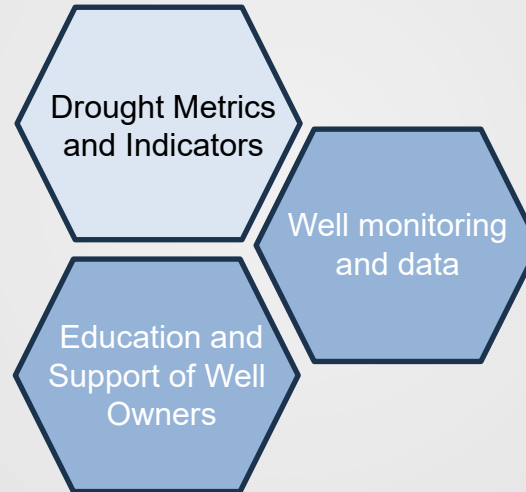 Drought Metrics
and Indicators
Well monitoring
and data
Education and
Support of Well
Owners